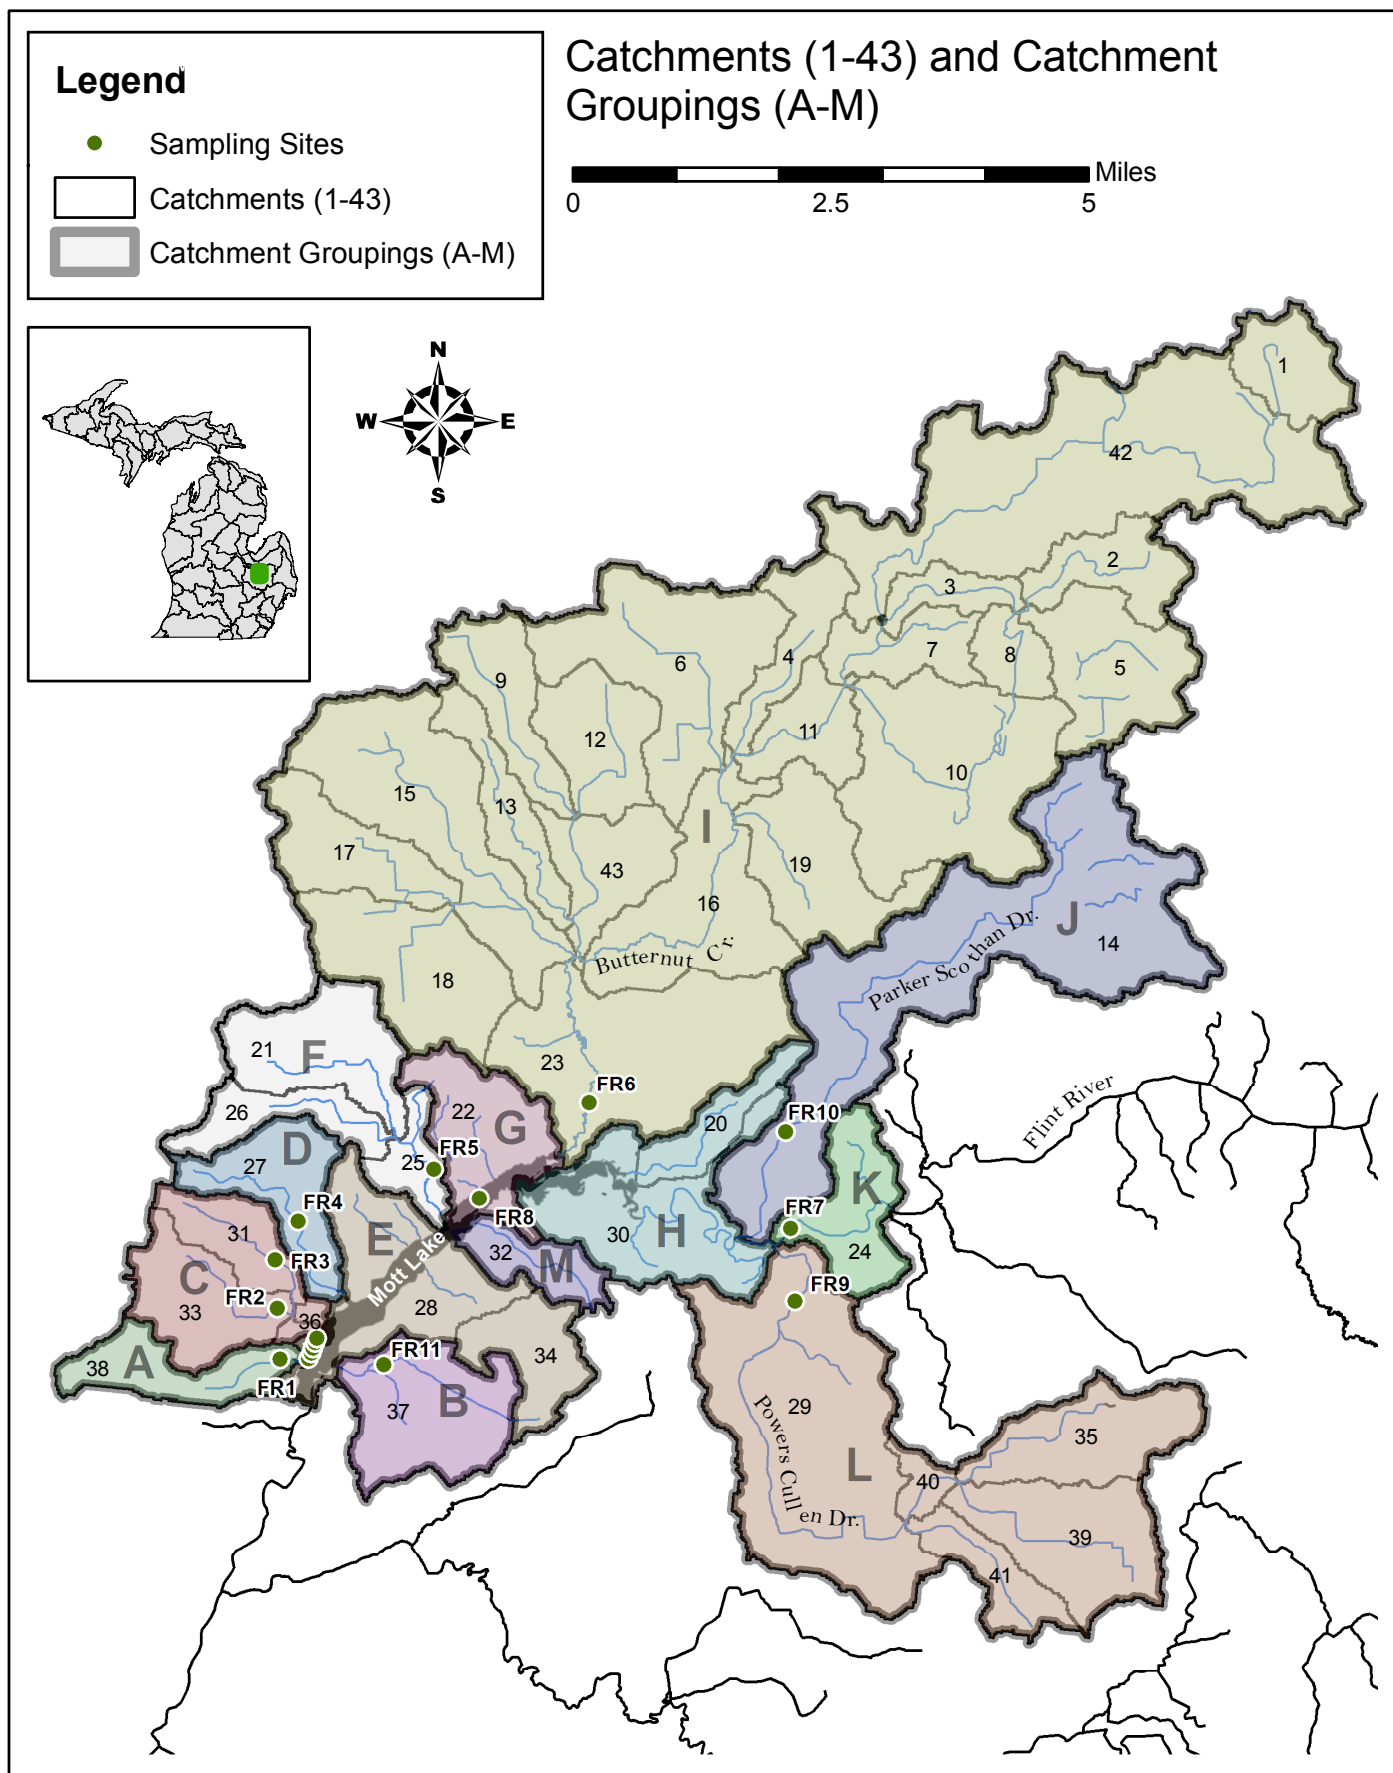 Legend
Sampling Sites
Catchments (1-43)
Catchment Groupings (A-M)
Catchments (1-43) and Catchment
Groupings (A-M)
Miles
0 2.5 5
N
W E
S
1
42
2
3
4
6
7
8
5
9
12
11
10
15
13
I
17
43
19
16
J
14
18
Butternut Cr.
Parker Scothan Dr.
21
F
23
FR6
26
22
G
20
FR10
Flint River
D
27
25
FR5
K
FR4
FR8
FR7
31
E
30
H
24
C
FR3
Mott Lake
32
M
FR2
33
36
28
FR9
38
A
FR1
FR11
34
37
B
29
Powers Cullen Dr.
L
35
40
39
41